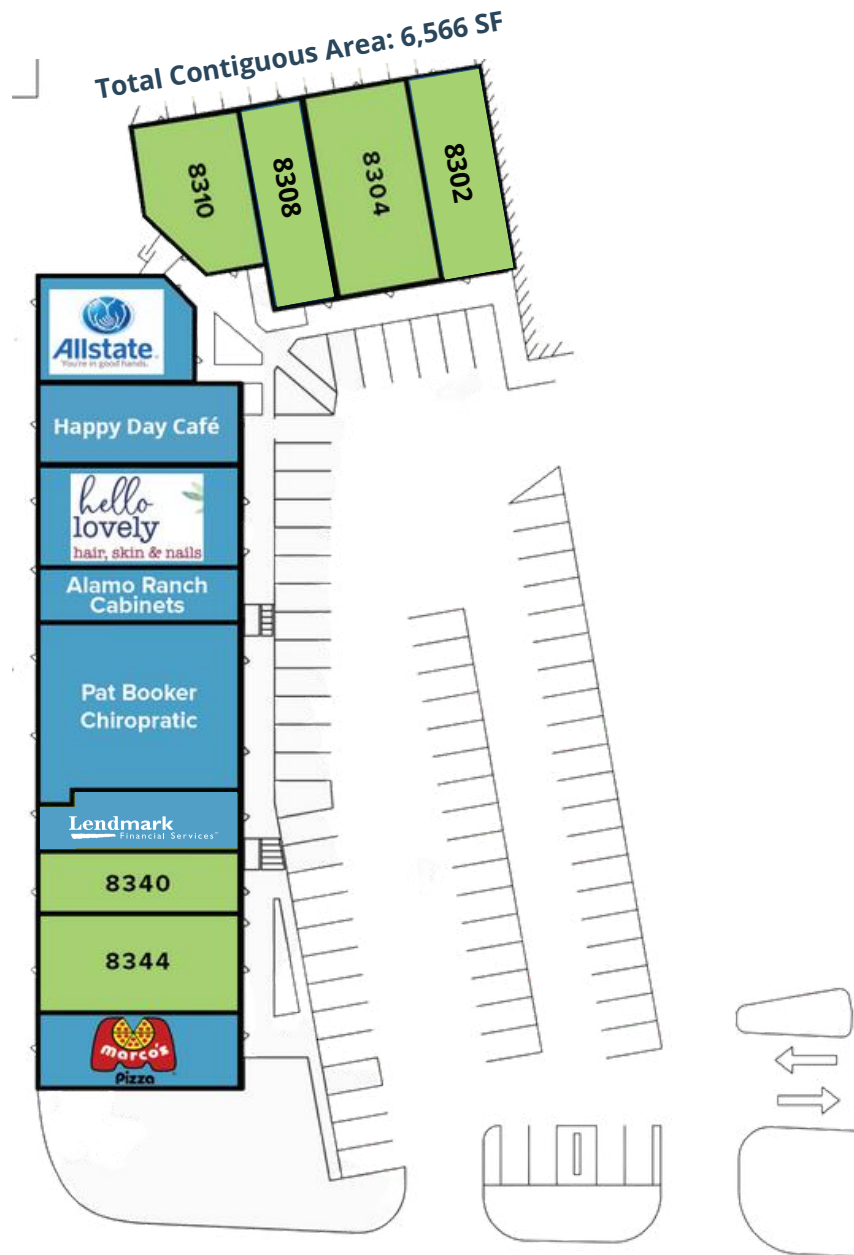 Total Contiguous Area: 6,566 SF
8310
8308
8304
8302
Allstate
You're in good hands.
Happy Day Café
hello
lovely
hair, skin & nails
Alamo Ranch
Cabinets
Pat Booker
Chiropratic
Lendmark
Financial Services
8340
8344
marco's
Pizza